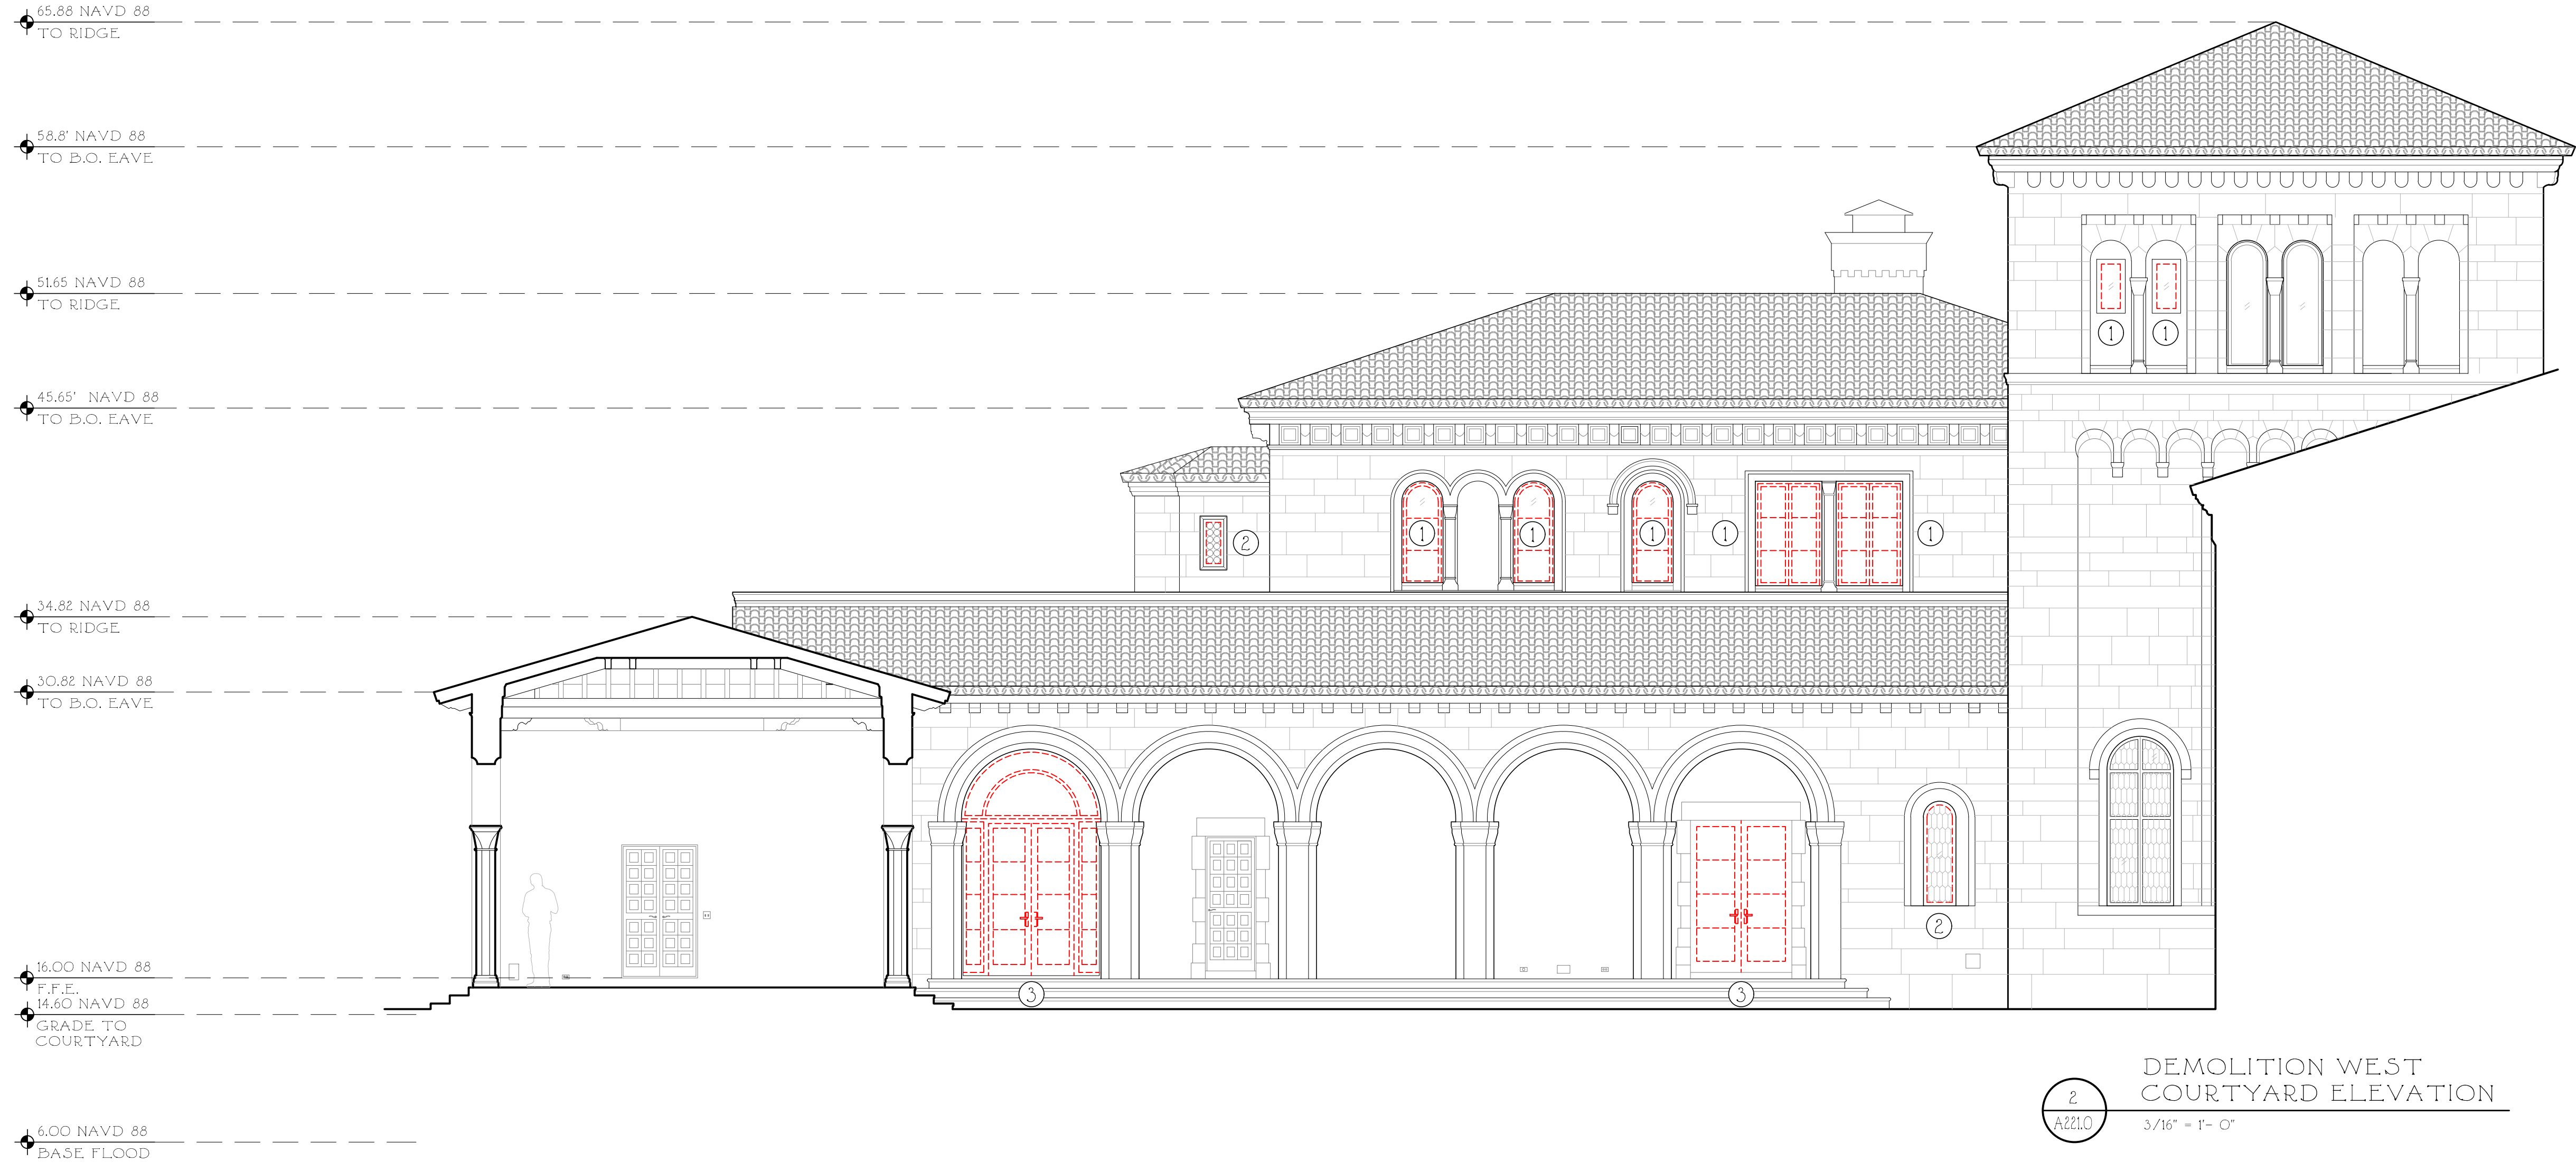 65.88 NAVD 88
TO RIDGE
58.8' NAVD 88
TO B.O. EAVE
51.65 NAVD 88
TO RIDGE
1 1
45.65' NAVD 88
TO B.O. EAVE
2 1 1 1 1 1
34.82 NAVD 88
TO RIDGE
30.82 NAVD 88
TO B.O. EAVE
2
16.00 NAVD 88
F.F.E.
3 3
14.60 NAVD 88
GRADE TO
COURTYARD
DEMOLITION WEST
COURTYARD ELEVATION
2
A221.0
3/16" = 1'- 0"
6.00 NAVD 88
BASE FLOOD